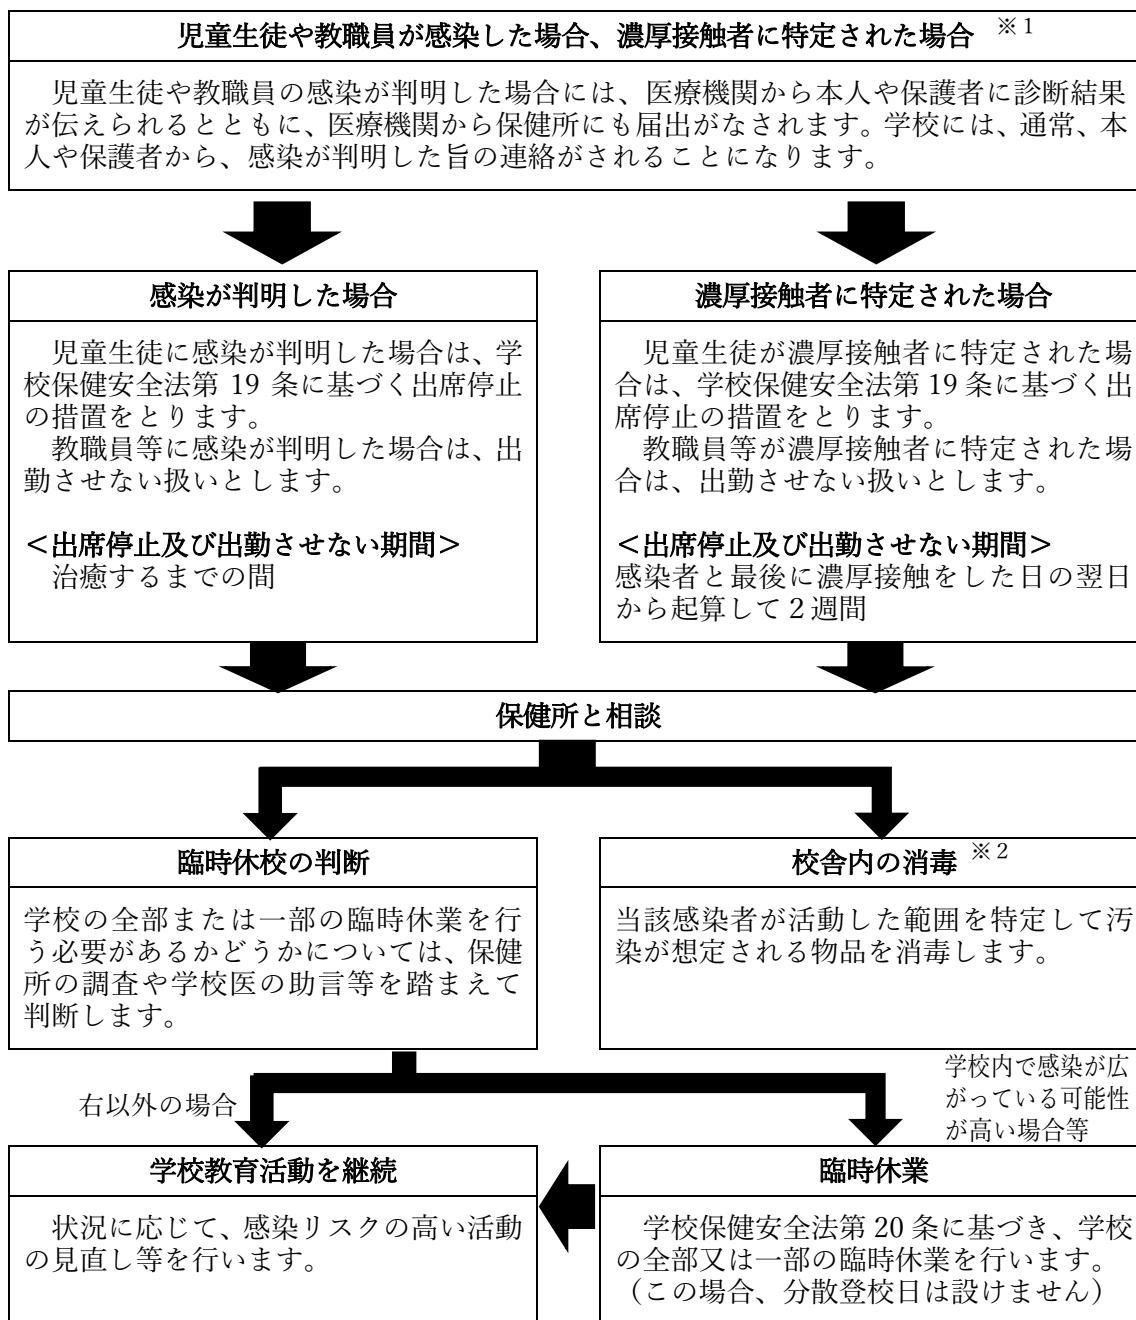 児童生徒や教職員が感染した場合、濃厚接触者に特定された場合 ※1
児童生徒や教職員の感染が判明した場合には、医療機関から本人や保護者に診断結果
が伝えられるとともに、医療機関から保健所にも届出がなされます。学校には、通常、本
人や保護者から、感染が判明した旨の連絡がされることになります。
感染が判明した場合
児童生徒に感染が判明した場合は、学
校保健安全法第 19 条に基づく出席停止
の措置をとります。
教職員等に感染が判明した場合は、出
勤させない扱いとします。
<出席停止及び出勤させない期間>
治癒するまでの間
濃厚接触者に特定された場合
児童生徒が濃厚接触者に特定された場
合は、学校保健安全法第 19 条に基づく出
席停止の措置をとります。
教職員等が濃厚接触者に特定された場
合は、出勤させない扱いとします。
<出席停止及び出勤させない期間>
感染者と最後に濃厚接触をした日の翌日
から起算して2週間
保健所と相談
臨時休校の判断
学校の全部または一部の臨時休業を行
う必要があるかどうかについては、保健
所の調査や学校医の助言等を踏まえて
判断します。
校舎内の消毒 ※2
当該感染者が活動した範囲を特定して汚
染が想定される物品を消毒します。
右以外の場合
学校内で感染が広
がっている可能性
が高い場合等
学校教育活動を継続
状況に応じて、感染リスクの高い活動
の見直し等を行います。
臨時休業
学校保健安全法第 20 条に基づき、学校
の全部又は一部の臨時休業を行います。
(この場合、分散登校日は設けません)